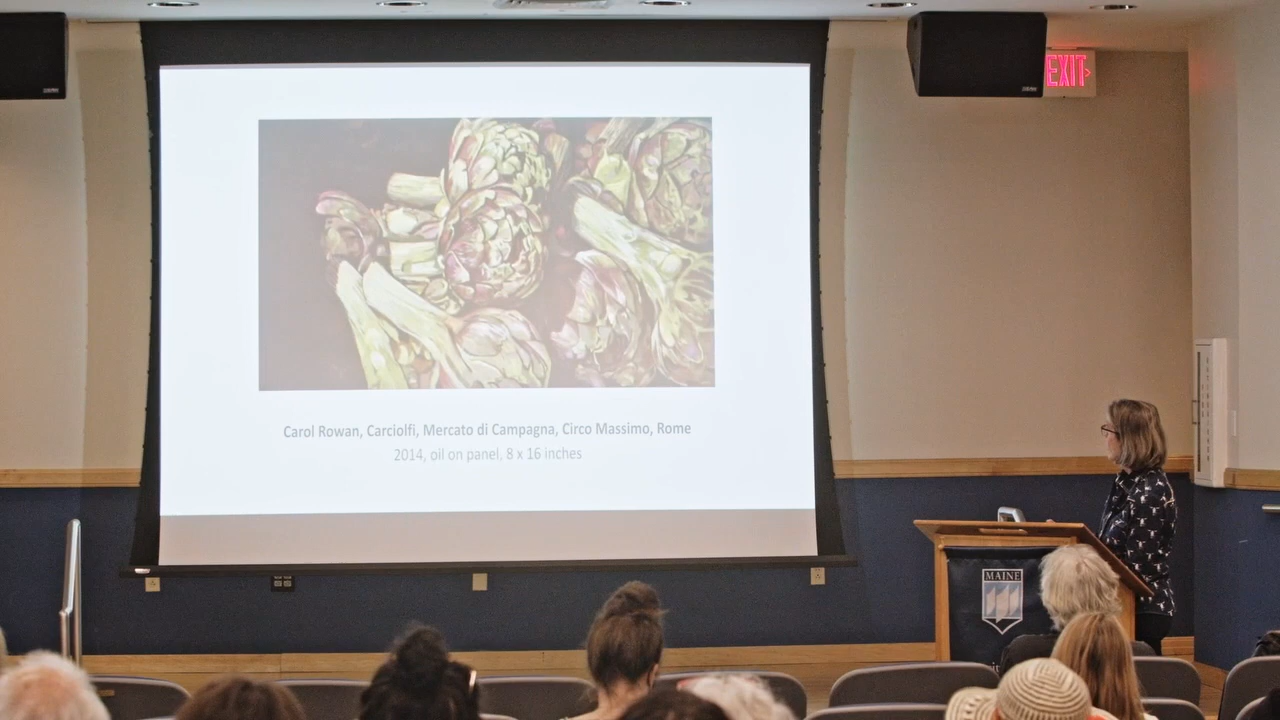 EXIT
Carol Rowan, Carciolfi, Mercato di Campagna, Circo Massimo, Rome
2014, oil on panel, 8 x 16 inches
MAINE